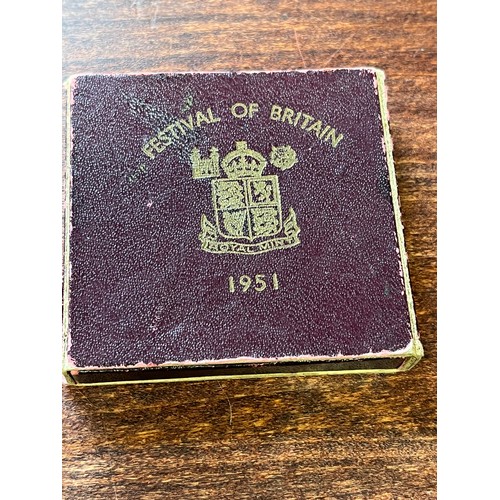 FESTIVAL OF BRITAIN
ROYAL MINT
1951